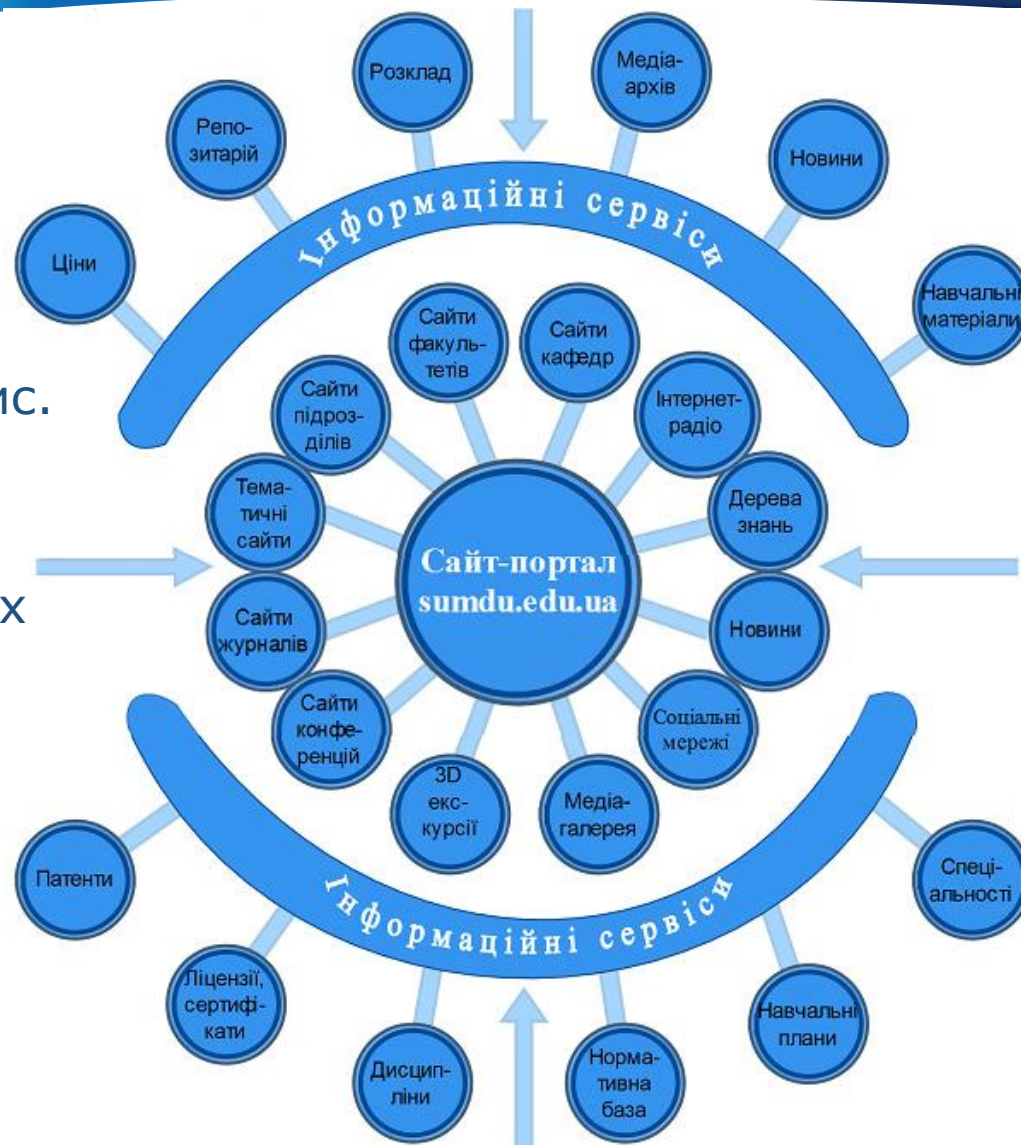 Розклад
Медіа-
архів
Репо-
зитарій
Новини
Ціни
Навчальні
матеріали
Інформаційні сервіси
Сайти
факуль-
тетів
Сайти
кафедр
Сайти
підроз-
ділів
Інтернет-
радіо
Тема-
тичні
сайти
Дерева
знань
Сайт-портал
sumdu.edu.ua
Сайти
журналів
Новини
Сайти
конфе-
ренцій
Соціальні
мережі
3D
екс-
курсії
Медіа-
галерея
Інформаційні сервіси
Патенти
Спеці-
альності
Ліцензії,
сертифі-
кати
Навчальні
плани
Дисцип-
ліни
Норма-
тивна
база
ис.
х